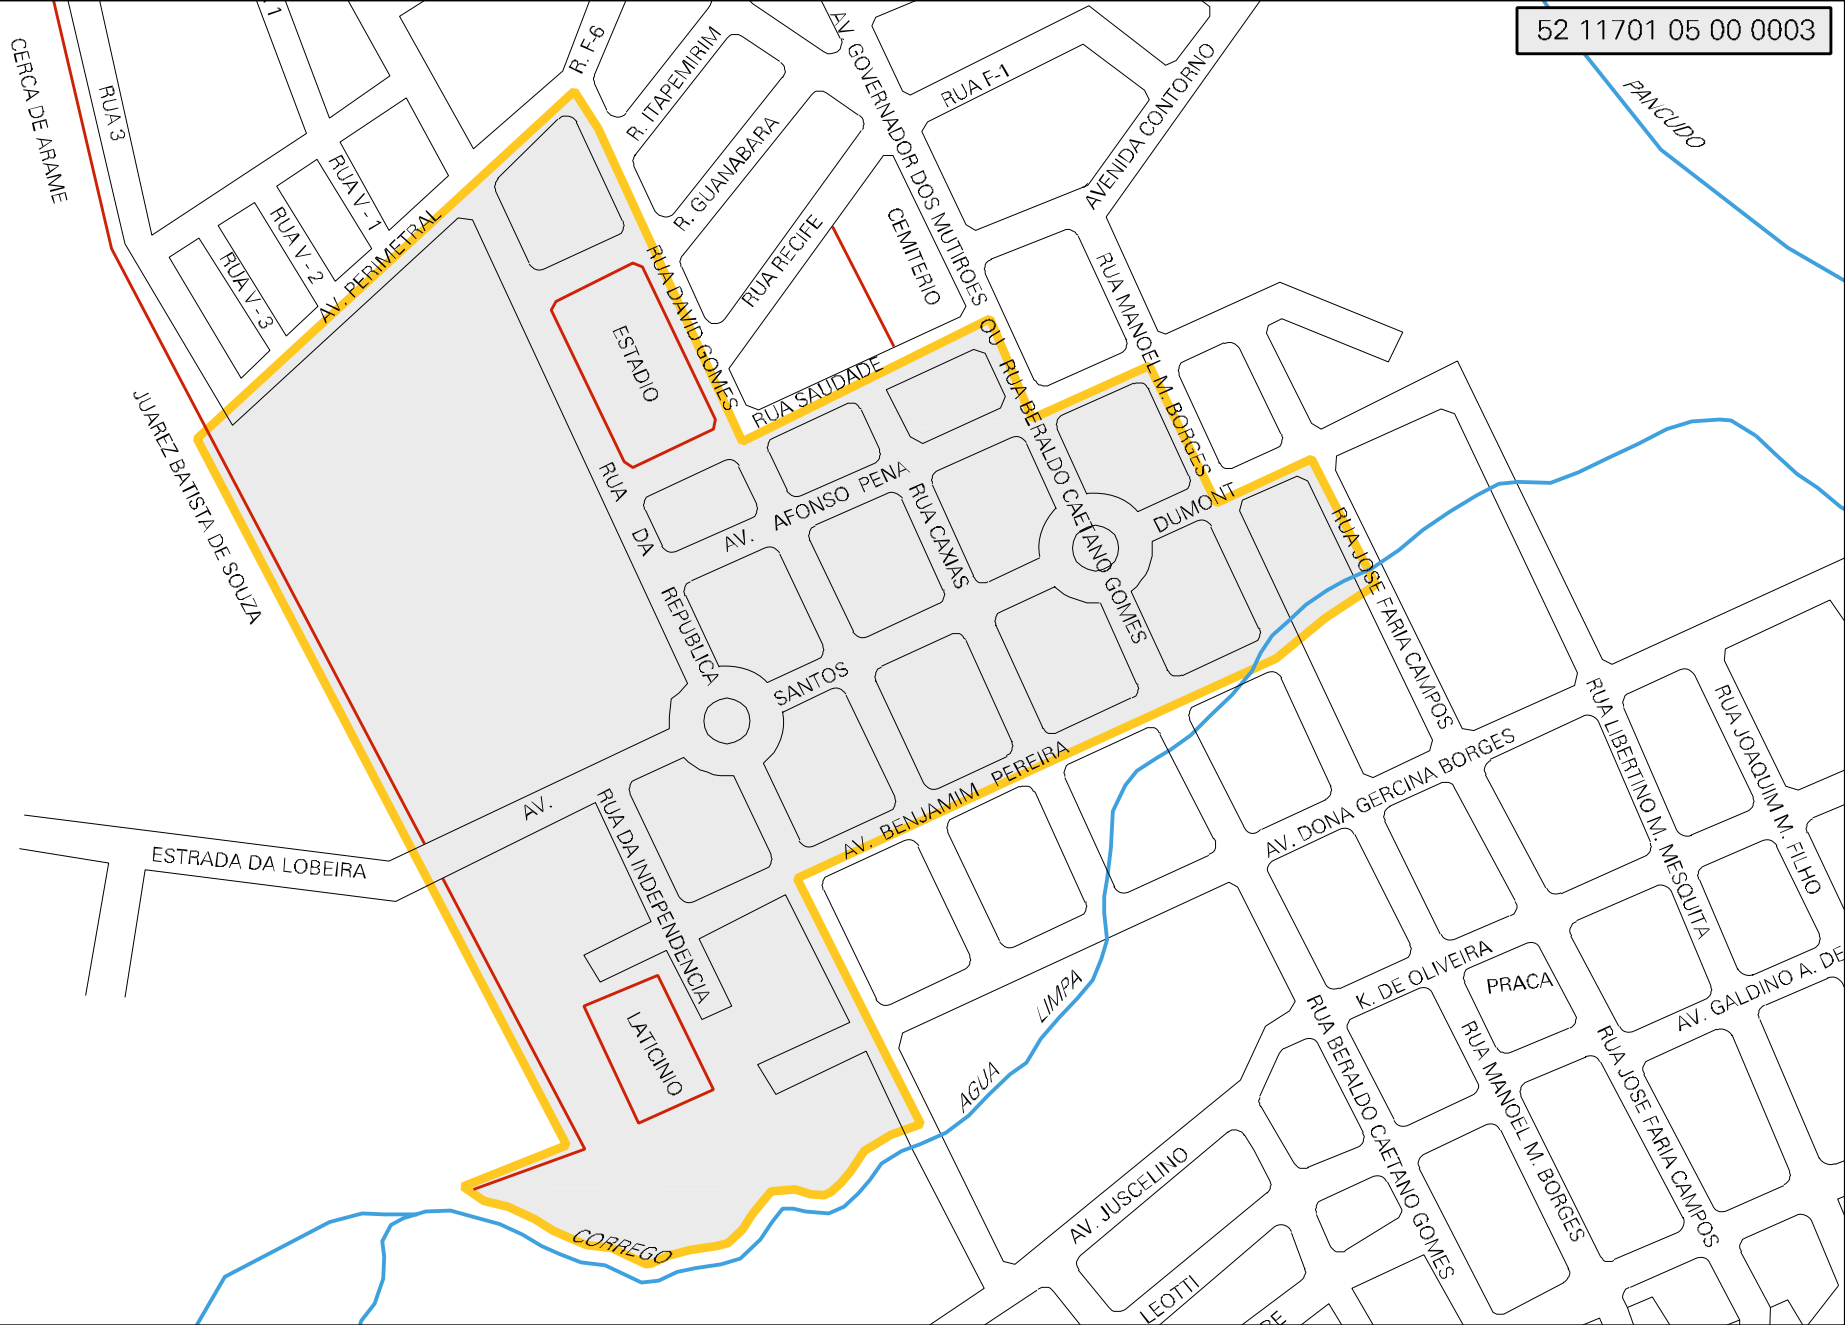 52 11701 05 00 0003
CERCA DE ARAME
RUA 3
1
R. F-6
R. ITAPEMIRIM
R. GUANABARA
RUA RECIFE
AV. GOVERNADOR DOS MUTIROES
OU
RUA BERALDO CAETANO GOMES
RUA F-1
AVENIDA CONTORNO
PANCUDO
RUA V - 1
RUA V - 2
RUA V - 3
AV. PERIMETRAL
CEMITERIO
RUA MANOEL M. BORGES
RUA DAVID GOMES
ESTADIO
RUA SAUDADE
JUAREZ BATISTA DE SOUZA
RUA DA REPUBLICA
AV. AFONSO PENA
RUA CAXIAS
DUMONT
RUA JOSE FARIA CAMPOS
SANTOS
AV.
ESTRADA DA LOBEIRA
RUA DA INDEPENDENCIA
AV. BENJAMIM PEREIRA
AV. DONA GERCINA BORGES
RUA LIBERTINO M. MESQUITA
RUA JOAQUIM M. FILHO
K. DE OLIVEIRA
PRACA
AV. GALDINO A. DE
LATICINIO
AGUA LIMPA
CORREGO
RUA BERALDO CAETANO GOMES
RUA MANOEL M. BORGES
RUA JOSE FARIA CAMPOS
AV. JUSCELINO
LEOTTI
RE